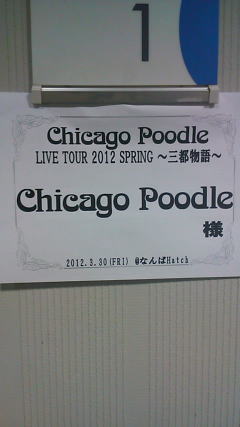 1
Chicago Poodle
LIVE TOUR 2012 SPRING ～三都物語～
Chicago Poodle
様
2012.3.30(FRI) @なんばHatch